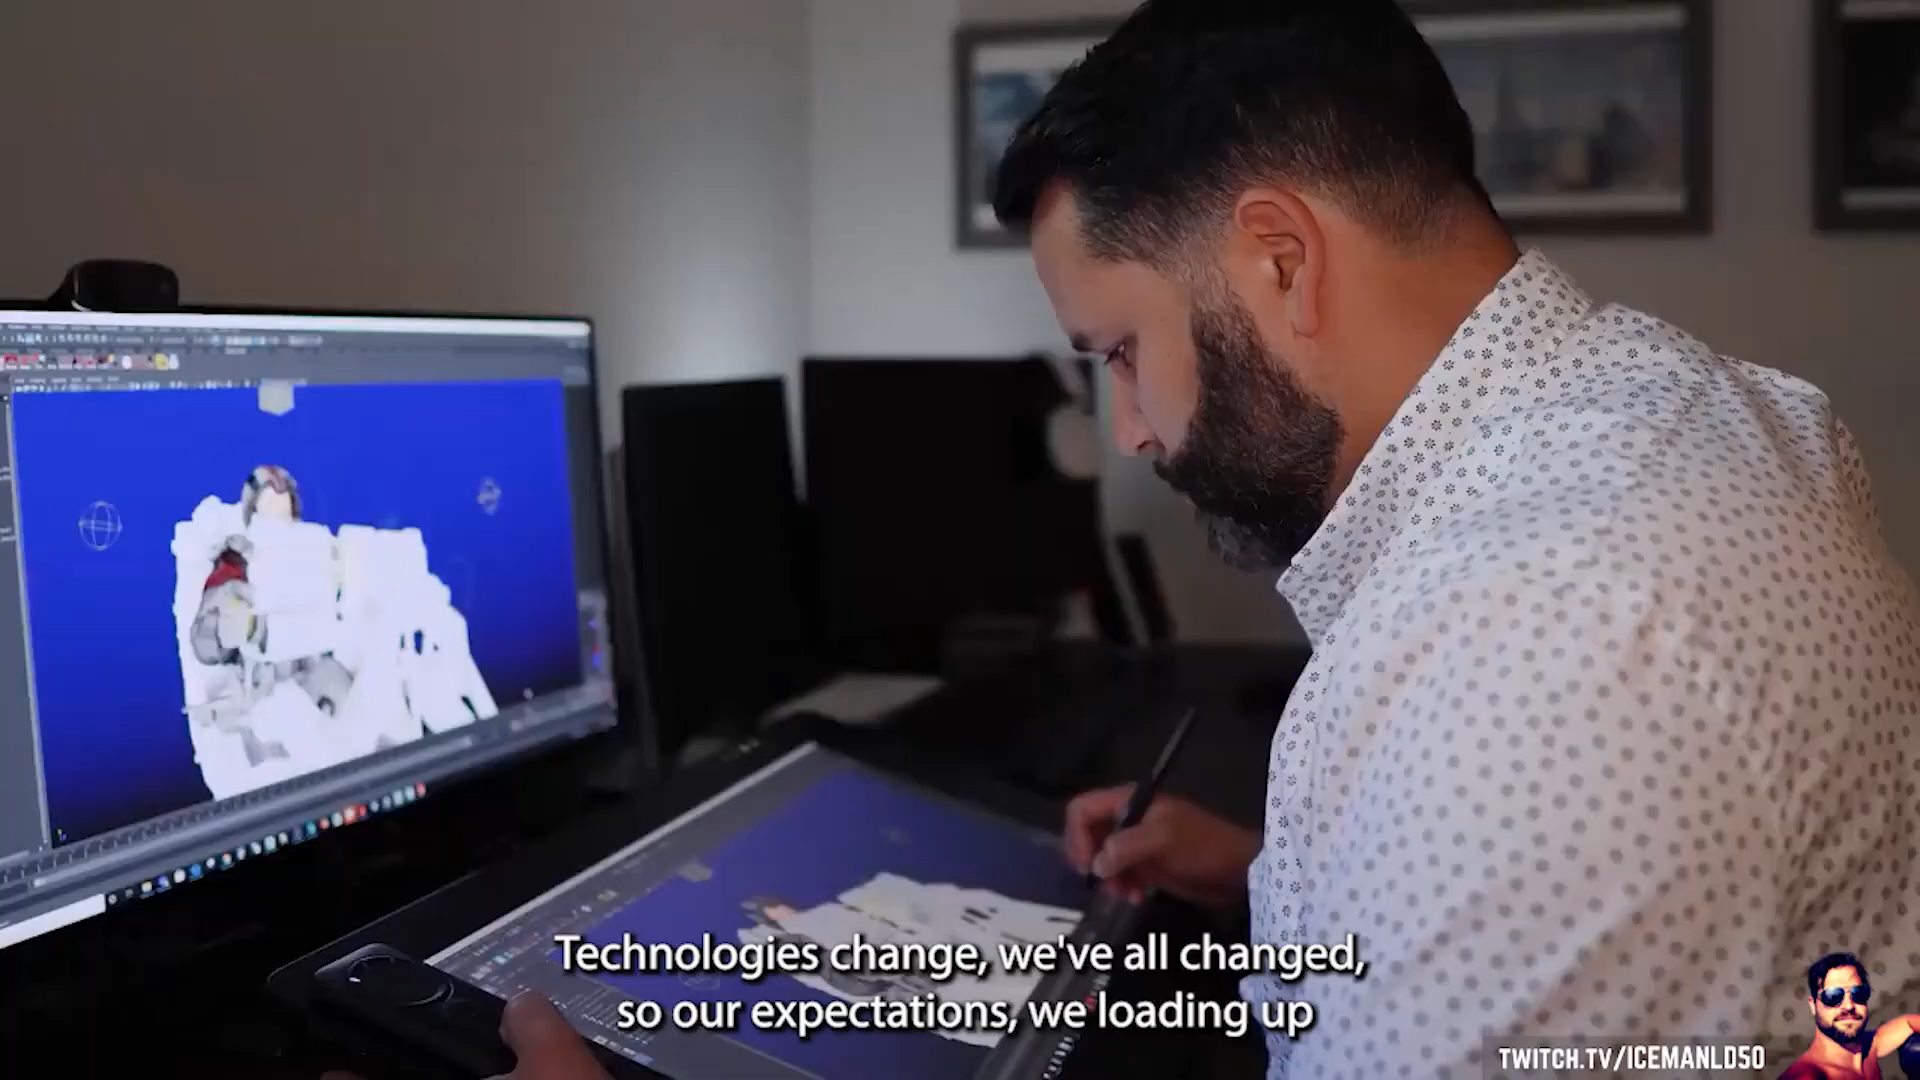 Technologies change, we've all changed,
so our expectations, we loading up
TWITCH.TV/ICEMANLD50